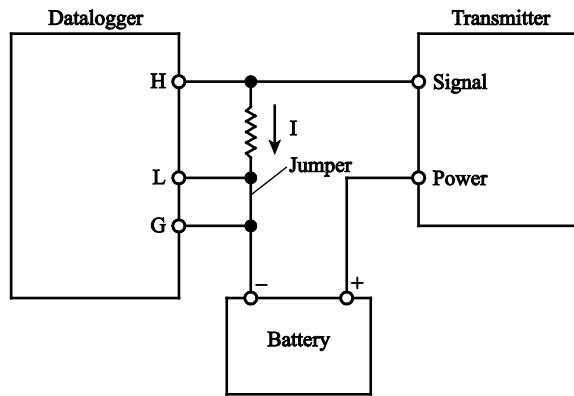 Datalogger
Transmitter
H
Signal
I
Jumper
L
Power
G
− +
Battery